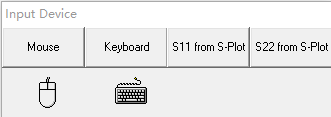 Input Device
Mouse Keyboard S11 from S-Plot S22 from S-Plot